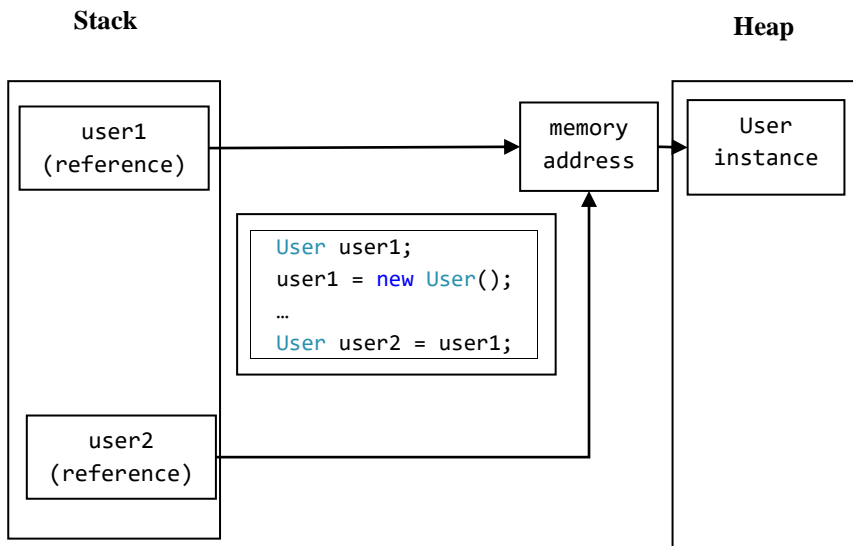 Stack
Heap
user1
(reference)
memory
address
User
instance
User user1;
user1 = new User();
…
User user2 = user1;
user2
(reference)